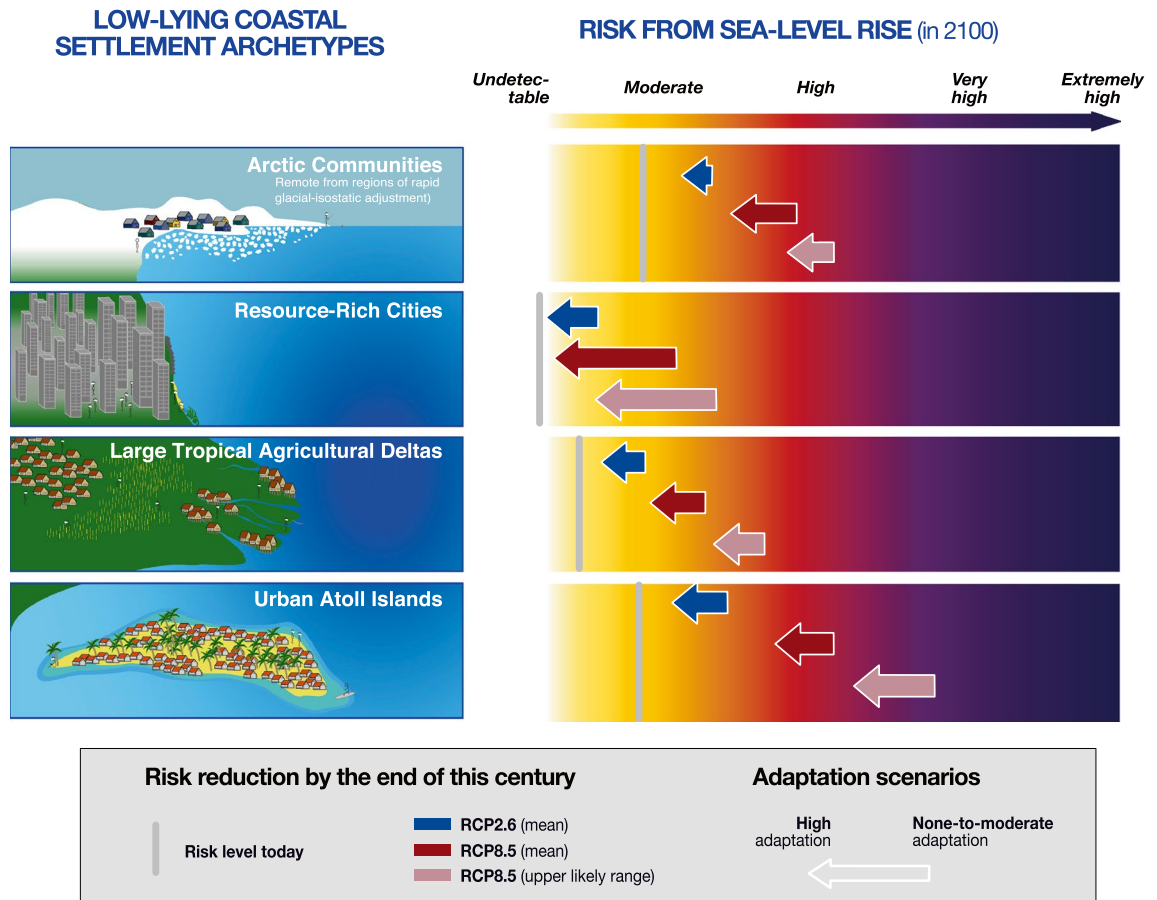 LOW-LYING COASTAL
SETTLEMENT ARCHETYPES
RISK FROM SEA-LEVEL RISE (in 2100)
Undetec-
table
Moderate
High
Very
high
Extremely
high
Arctic Communities
Remote from regions of rapid
glacial-isostatic adjustment)
Resource-Rich Cities
Large Tropical Agricultural Deltas
Urban Atoll Islands
Risk reduction by the end of this century
Risk level today
RCP2.6 (mean)
RCP8.5 (mean)
RCP8.5 (upper likely range)
Adaptation scenarios
High
adaptation
None-to-moderate
adaptation